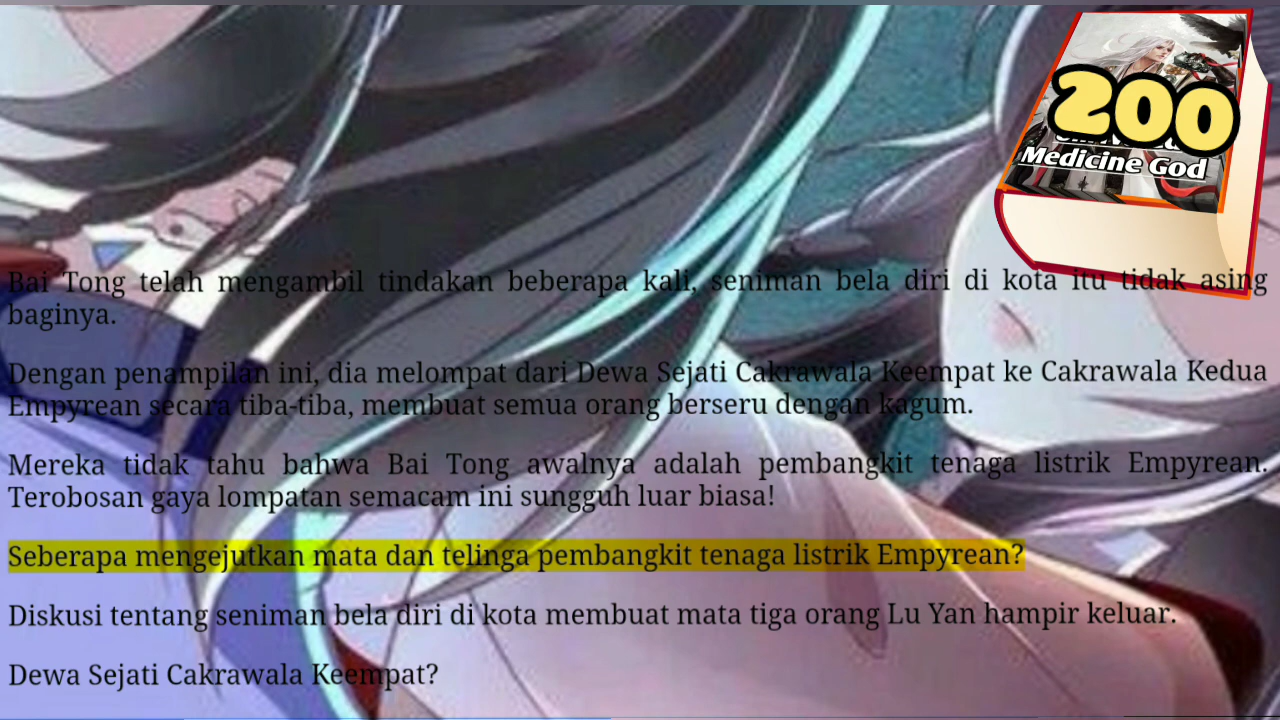 200
Medicine God
Bai Tong telah mengambil tindakan beberapa kali, seniman bela diri di kota itu tidak asing
baginya.
Dengan penampilan ini, dia melompat dari Dewa Sejati Cakrawala Keempat ke Cakrawala Kedua
Empyrean secara tiba-tiba, membuat semua orang berseru dengan kagum.
Mereka tidak tahu bahwa Bai Tong awalnya adalah pembangkit tenaga listrik Empyrean.
Terobosan gaya lompatan semacam ini sungguh luar biasa!
Seberapa mengejutkan mata dan telinga pembangkit tenaga listrik Empyrean?
Diskusi tentang seniman bela diri di kota membuat mata tiga orang Lu Yan hampir keluar.
Dewa Sejati Cakrawala Keempat?